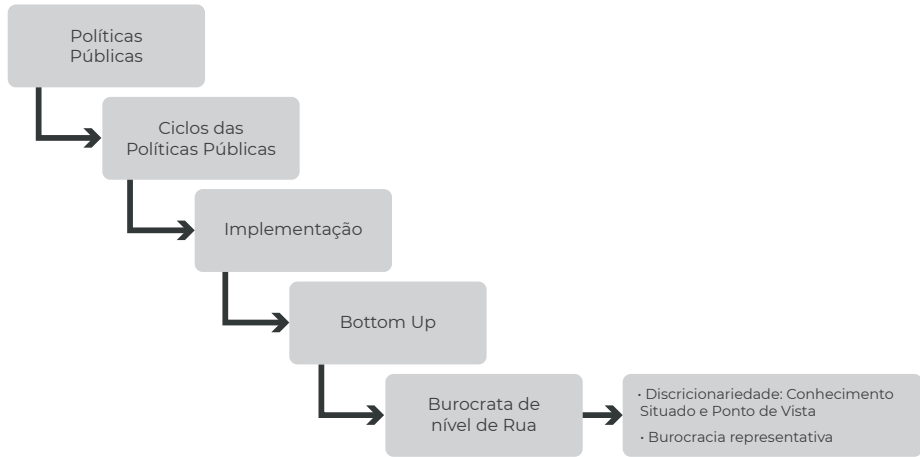 Políticas
Públicas
Ciclos das
Políticas Públicas
Implementação
Bottom Up
Burocrata de
nível de Rua
• Discricionariedade: Conhecimento
Situado e Ponto de Vista
• Burocracia representativa